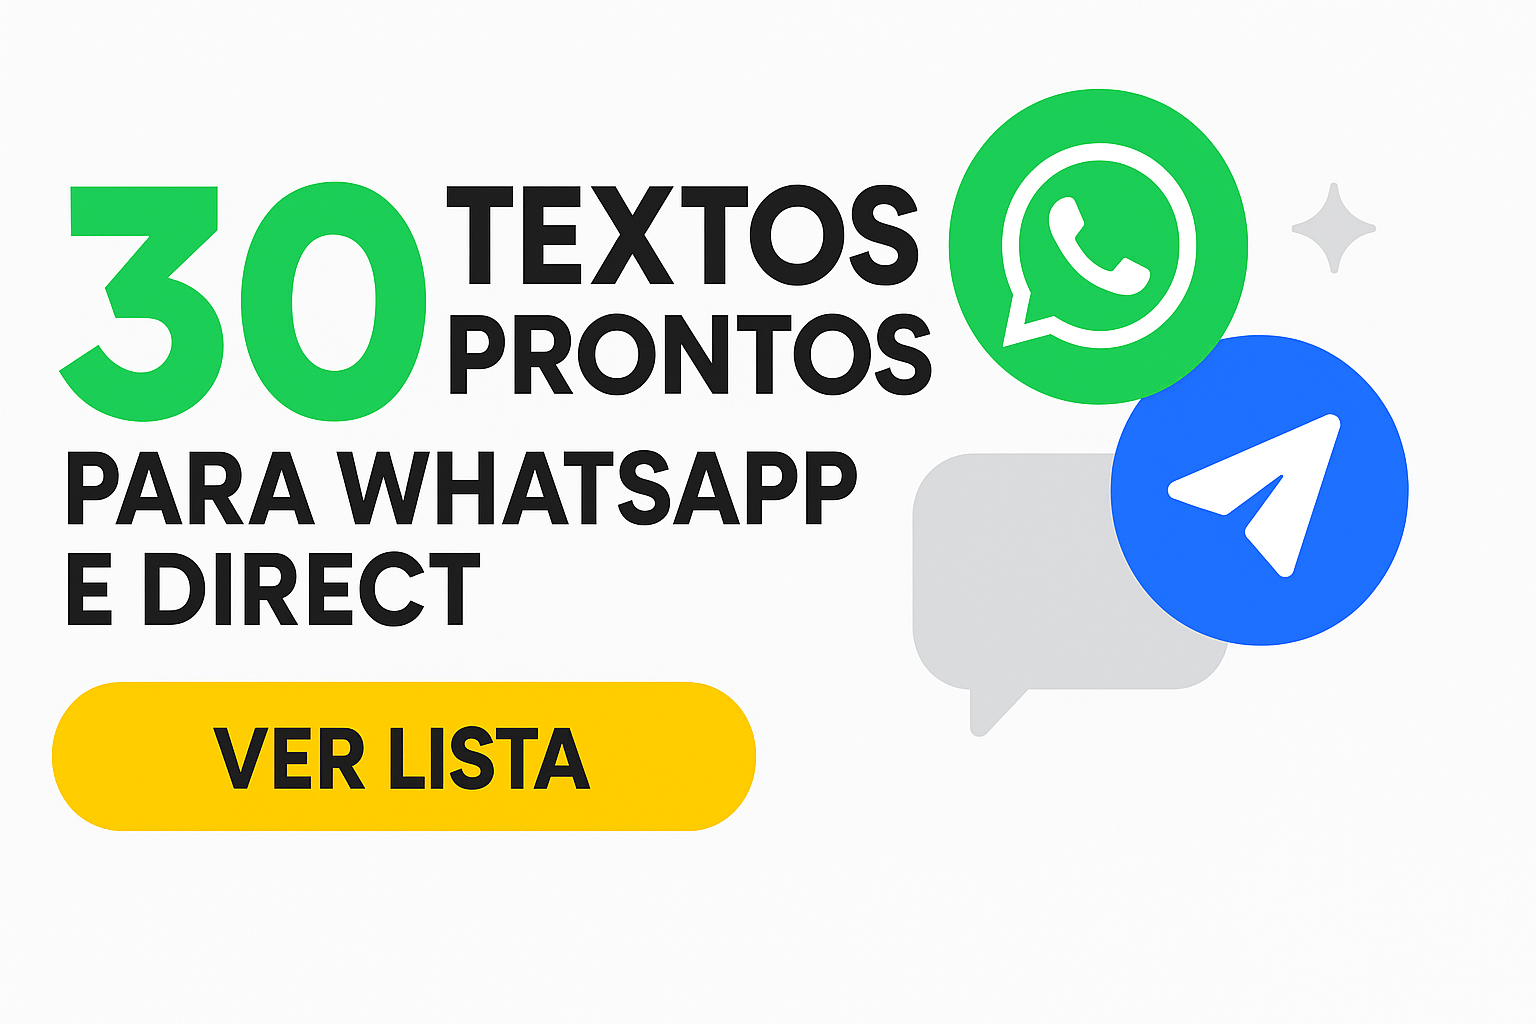 30 TEXTOS
PRONTOS
PARA WHATSAPP
E DIRECT
VER LISTA